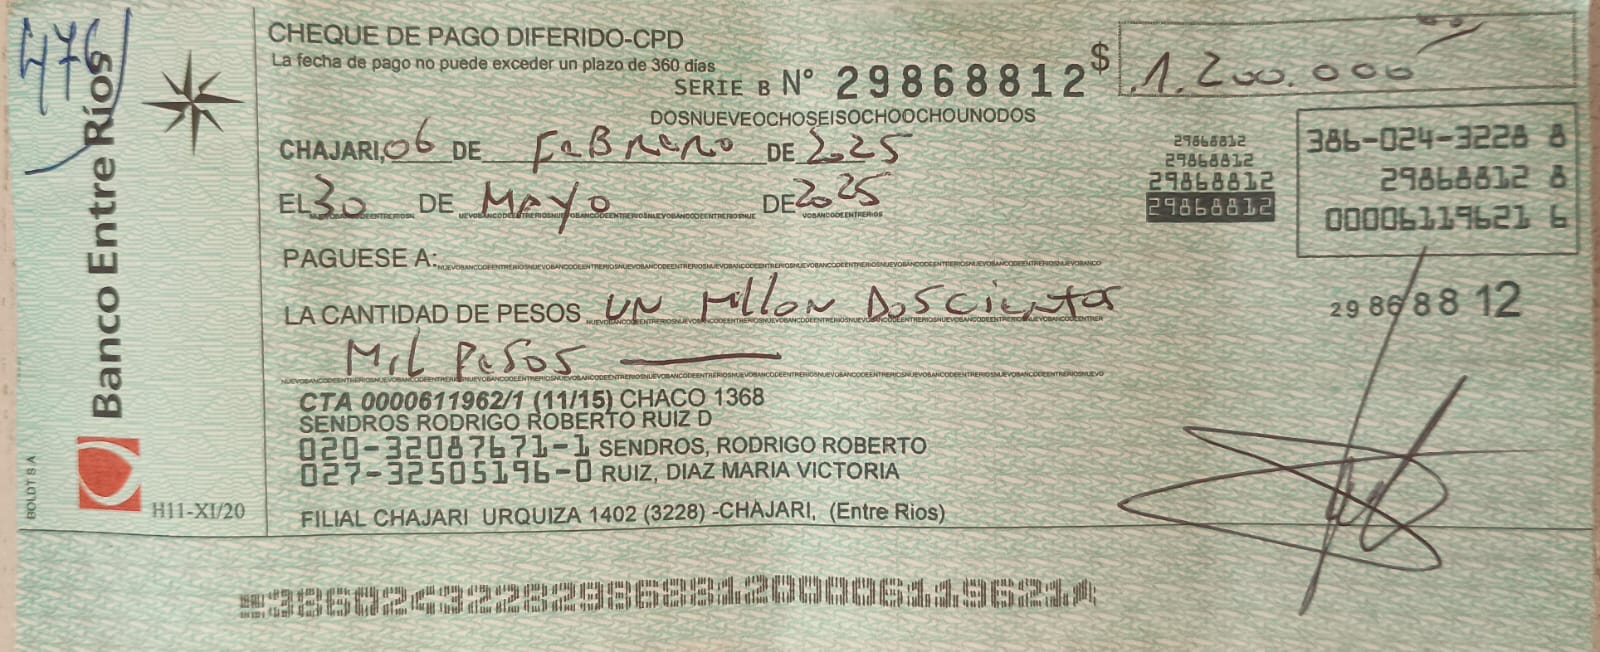 476
Banco Entre Ríos
BOLDT S A
H11-XI/20
CHEQUE DE PAGO DIFERIDO-CPD
La fecha de pago no puede exceder un plazo de 360 días
SERIE B N° 29868812
$ 1.200.000
DOSNUEVEOCHOSEISOCHOOCHOUNODOS
CHAJARI, 06 DE FEBRERO DE 2025
29868812
29868812
29868812
29868812
386-024-3228 8
29868812 8
00006119621 6
EL 30 DE MAYO DE 2025
PAGUESE A:
LA CANTIDAD DE PESOS UN MILLON DOSCIENTOS
MIL PESOS
29 86 88 12
CTA 0000611962/1 (11/15) CHACO 1368
SENDROS RODRIGO ROBERTO RUIZ D
020-32087671-1 SENDROS, RODRIGO ROBERTO
027-32505196-0 RUIZ, DIAZ MARIA VICTORIA
FILIAL CHAJARI URQUIZA 1402 (3228) -CHAJARI, (Entre Rios)
38602432282986881200006119621